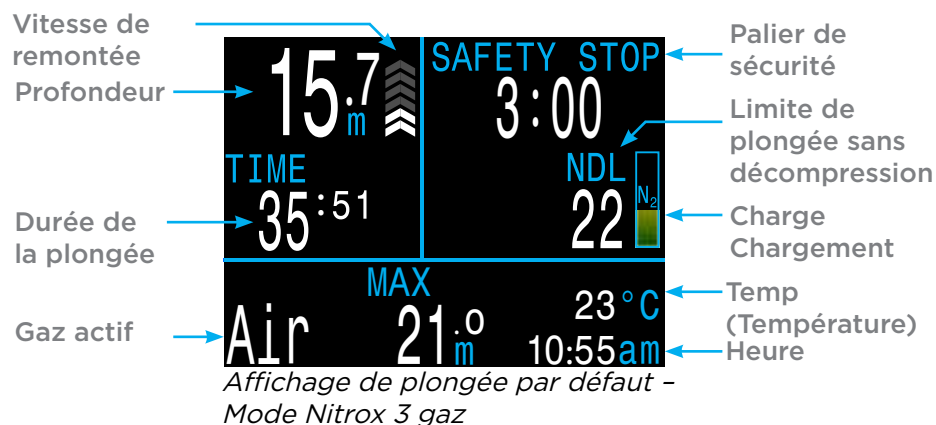 Vitesse de
remontée
Profondeur
Durée de
la plongée
Gaz actif
15.7
m
TIME
35:51
SAFETY STOP
3:00
NDL
22
N2
MAX
Air
21.0
m
23°C
10:55am
Palier de
sécurité
Limite de
plongée sans
décompression
Charge
Chargement
Temp
(Température)
Heure
Affichage de plongée par défaut –
Mode Nitrox 3 gaz